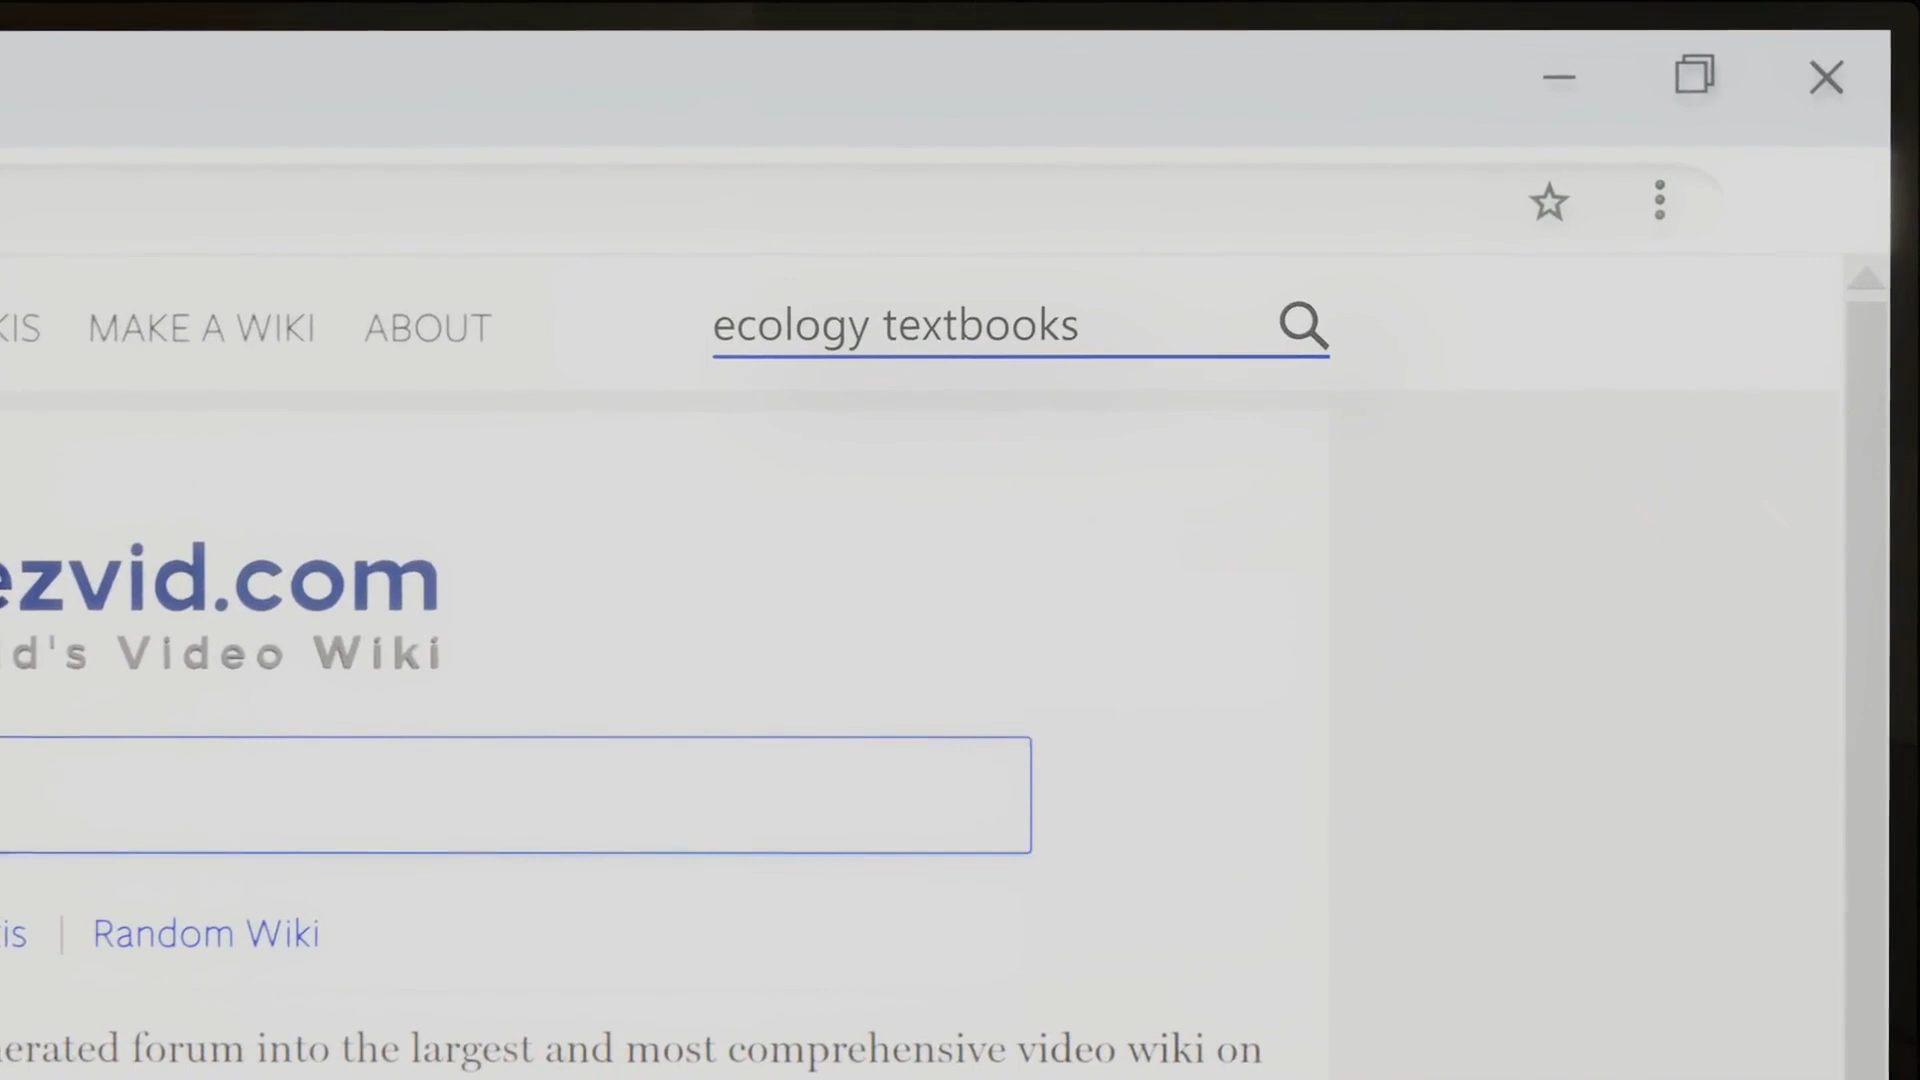 KIS MAKE A WIKI ABOUT ecology textbooks
ezvid.com
d's Video Wiki
is | Random Wiki
erated forum into the largest and most comprehensive video wiki on